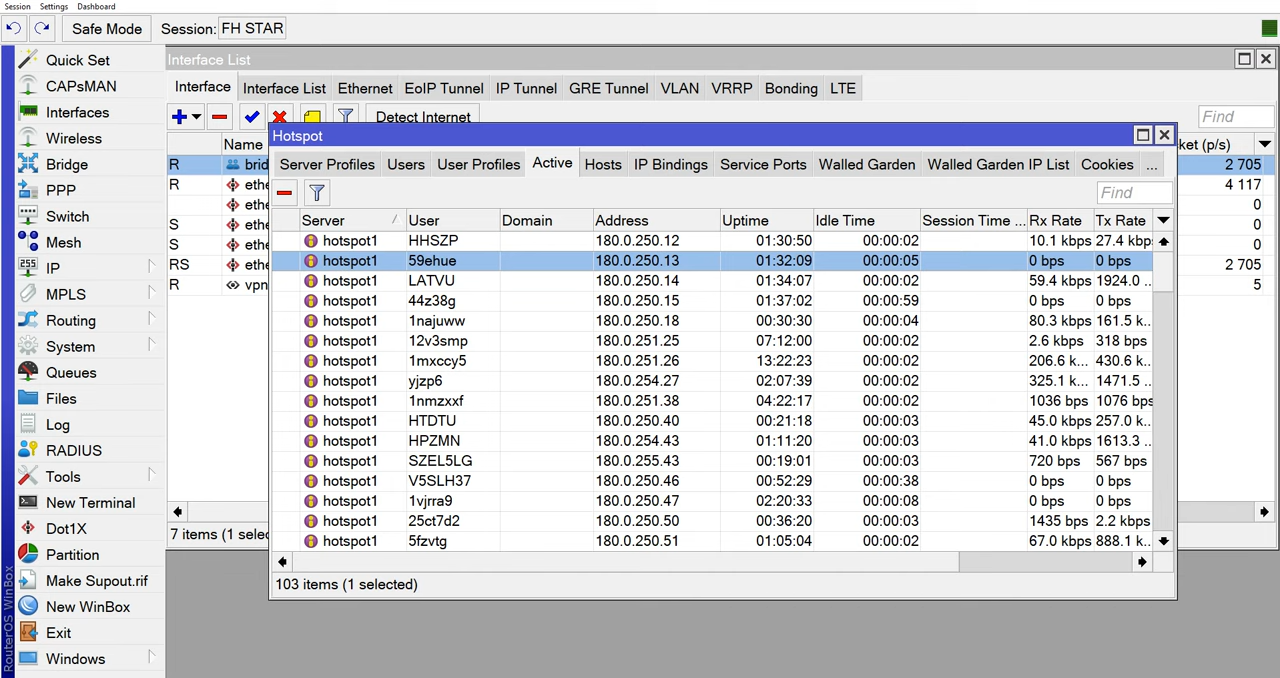 Session Settings Dashboard
Safe Mode Session: FH STAR
Quick Set
CAPsMAN
Interfaces
Wireless
Bridge
PPP
Switch
Mesh
IP
MPLS
Routing
System
Queues
Files
Log
RADIUS
Tools
New Terminal
Dot1X
Partition
Make Supout.rif
New WinBox
Exit
Windows
RouterOS WinBox
Interface List
Interface Interface List Ethernet EoIP Tunnel IP Tunnel GRE Tunnel VLAN VRRP Bonding LTE
Detect Internet Find
Name ket (p/s)
R brid 2 705
R ethe 4 117
ethe 0
S ethe 0
S ethe 0
RS ethe 2 705
R vpn 5
7 items (1 selec
Hotspot
Server Profiles Users User Profiles Active Hosts IP Bindings Service Ports Walled Garden Walled Garden IP List Cookies ...
Find
Server User Domain Address Uptime Idle Time Session Time ... Rx Rate Tx Rate
hotspot1 HHSZP 180.0.250.12 01:30:50 00:00:02 10.1 kbps 27.4 kbp
hotspot1 59ehue 180.0.250.13 01:32:09 00:00:05 0 bps 0 bps
hotspot1 LATVU 180.0.250.14 01:34:07 00:00:02 59.4 kbps 1924.0 ..
hotspot1 44z38g 180.0.250.15 01:37:02 00:00:59 0 bps 0 bps
hotspot1 1najuww 180.0.250.18 00:30:30 00:00:04 80.3 kbps 161.5 k..
hotspot1 12v3smp 180.0.251.25 07:12:00 00:00:02 2.6 kbps 318 bps
hotspot1 1mxccy5 180.0.251.26 13:22:23 00:00:02 206.6 k... 430.6 k..
hotspot1 yjzp6 180.0.254.27 02:07:39 00:00:02 325.1 k... 1471.5 ..
hotspot1 1nmzxxf 180.0.251.38 04:22:17 00:00:02 1036 bps 1076 bps
hotspot1 HTDTU 180.0.250.40 00:21:18 00:00:03 45.0 kbps 257.0 k..
hotspot1 HPZMN 180.0.254.43 01:11:20 00:00:03 41.0 kbps 1613.3 ..
hotspot1 SZEL5LG 180.0.255.43 00:19:01 00:00:03 720 bps 567 bps
hotspot1 V5SLH37 180.0.250.46 00:52:29 00:00:38 0 bps 0 bps
hotspot1 1vjrra9 180.0.250.47 02:20:33 00:00:08 0 bps 0 bps
hotspot1 25ct7d2 180.0.250.50 00:36:20 00:00:03 1435 bps 2.2 kbps
hotspot1 5fzvtg 180.0.250.51 01:05:04 00:00:02 67.0 kbps 888.1 k..
103 items (1 selected)